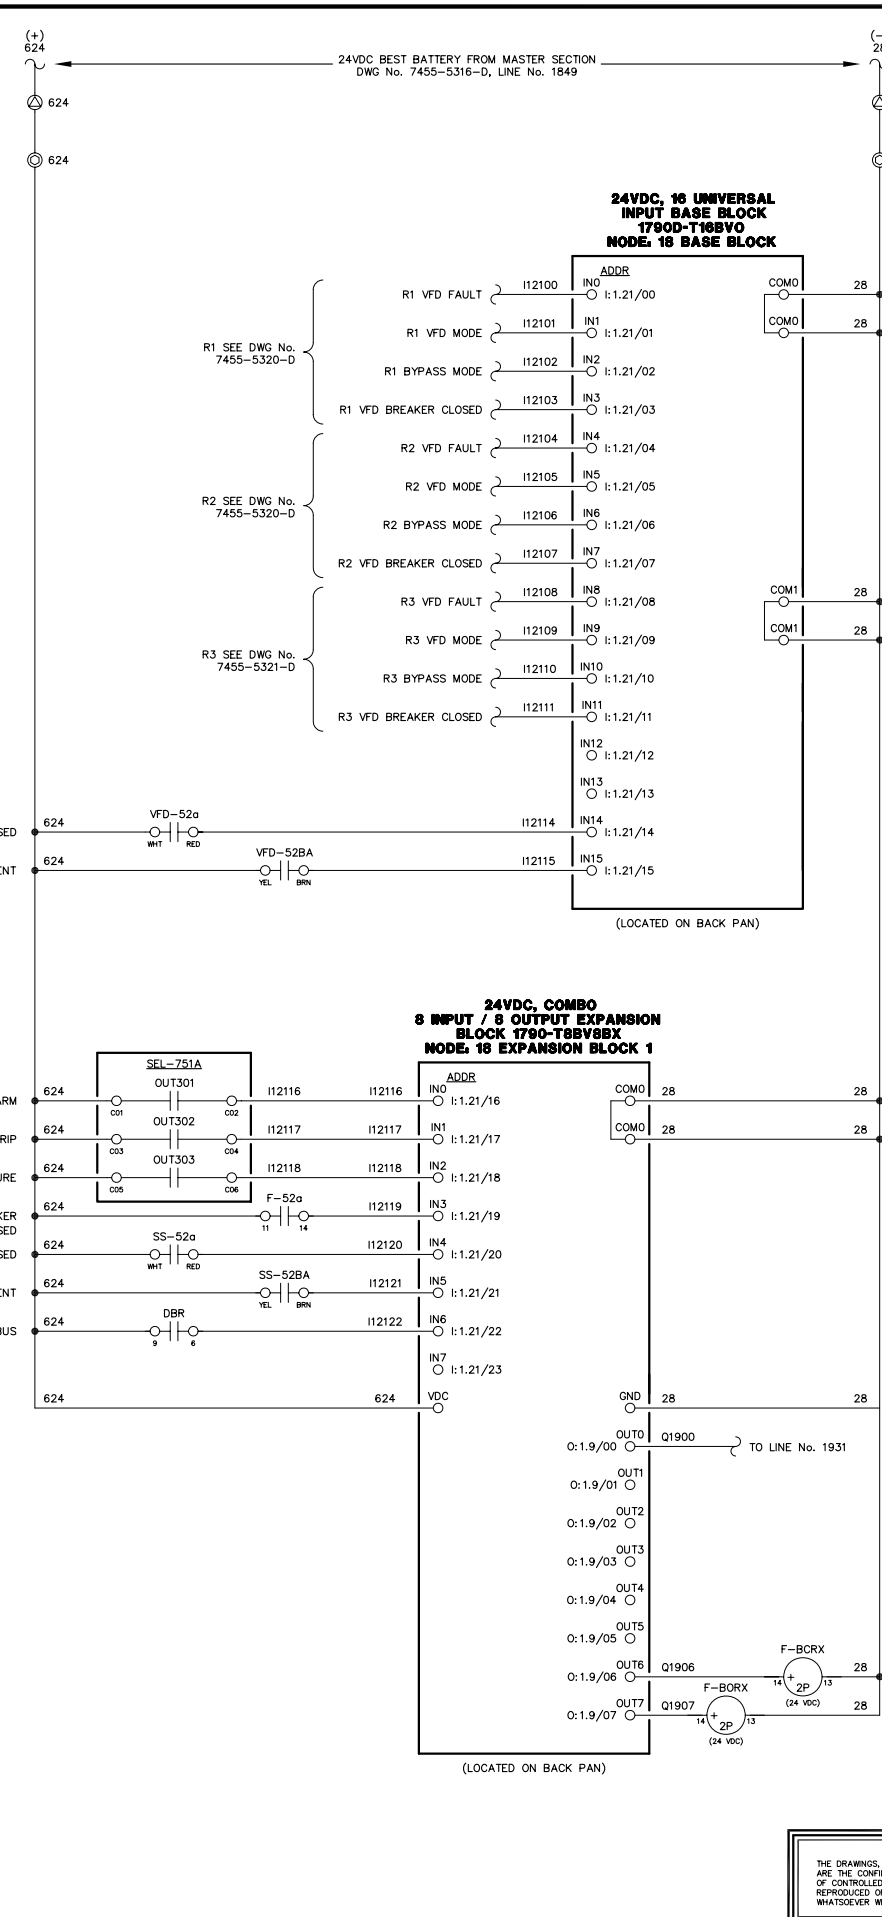 (+)
624
24VDC BEST BATTERY FROM MASTER SECTION
DWG No. 7455-5316-D, LINE No. 1849
624
624
24VDC, 16 UNIVERSAL
INPUT BASE BLOCK
1790D-T16BVO
NODE: 18 BASE BLOCK
ADDR
R1 SEE DWG No.
7455-5320-D
R1 VFD FAULT I12100 IN0 I:1.21/00 COM0 28
R1 VFD MODE I12101 IN1 I:1.21/01 COM0 28
R1 BYPASS MODE I12102 IN2 I:1.21/02
R1 VFD BREAKER CLOSED I12103 IN3 I:1.21/03
R2 SEE DWG No.
7455-5320-D
R2 VFD FAULT I12104 IN4 I:1.21/04
R2 VFD MODE I12105 IN5 I:1.21/05
R2 BYPASS MODE I12106 IN6 I:1.21/06
R2 VFD BREAKER CLOSED I12107 IN7 I:1.21/07
R3 SEE DWG No.
7455-5321-D
R3 VFD FAULT I12108 IN8 I:1.21/08 COM1 28
R3 VFD MODE I12109 IN9 I:1.21/09 COM1 28
R3 BYPASS MODE I12110 IN10 I:1.21/10
R3 VFD BREAKER CLOSED I12111 IN11 I:1.21/11
IN12 I:1.21/12
IN13 I:1.21/13
624 VFD-52a WHT RED I12114 IN14 I:1.21/14
624 VFD-52BA YEL BRN I12115 IN15 I:1.21/15
(LOCATED ON BACK PAN)
24VDC, COMBO
8 INPUT / 8 OUTPUT EXPANSION
BLOCK 1790-T8BV8BX
NODE: 18 EXPANSION BLOCK 1
SEL-751A
ADDR
624 OUT301 C01 C02 I12116 I12116 IN0 I:1.21/16 COM0 28 28
624 OUT302 C03 C04 I12117 I12117 IN1 I:1.21/17 COM0 28 28
624 OUT303 C05 C06 I12118 I12118 IN2 I:1.21/18
624 F-52a 11 14 I12119 IN3 I:1.21/19
624 SS-52a WHT RED I12120 IN4 I:1.21/20
624 SS-52BA YEL BRN I12121 IN5 I:1.21/21
BUS 624 DBR 9 6 I12122 IN6 I:1.21/22
IN7 I:1.21/23
624 624 VDC GND 28 28
OUT0 O:1.9/00 Q1900 TO LINE No. 1931
OUT1 O:1.9/01
OUT2 O:1.9/02
OUT3 O:1.9/03
OUT4 O:1.9/04
OUT5 O:1.9/05
OUT6 O:1.9/06 Q1906 F-BCRX 14 + 2P 13 (24 VDC) 28
OUT7 O:1.9/07 Q1907 F-BORX 14 + 2P 13 (24 VDC) 28
(LOCATED ON BACK PAN)
THE DRAWINGS,
ARE THE
OF CONTROLLED
REPRODUCED
WHATSOEVER